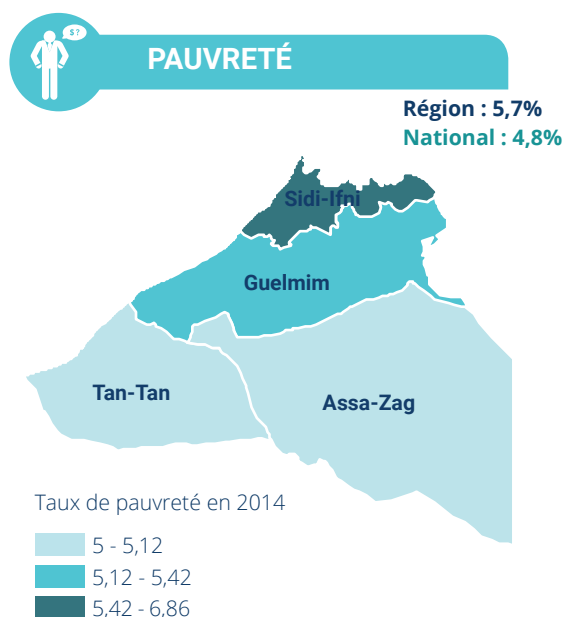 $?
PAUVRETÉ
Région : 5,7%
National : 4,8%
Sidi-Ifni
Guelmim
Tan-Tan
Assa-Zag
Taux de pauvreté en 2014
5 - 5,12
5,12 - 5,42
5,42 - 6,86